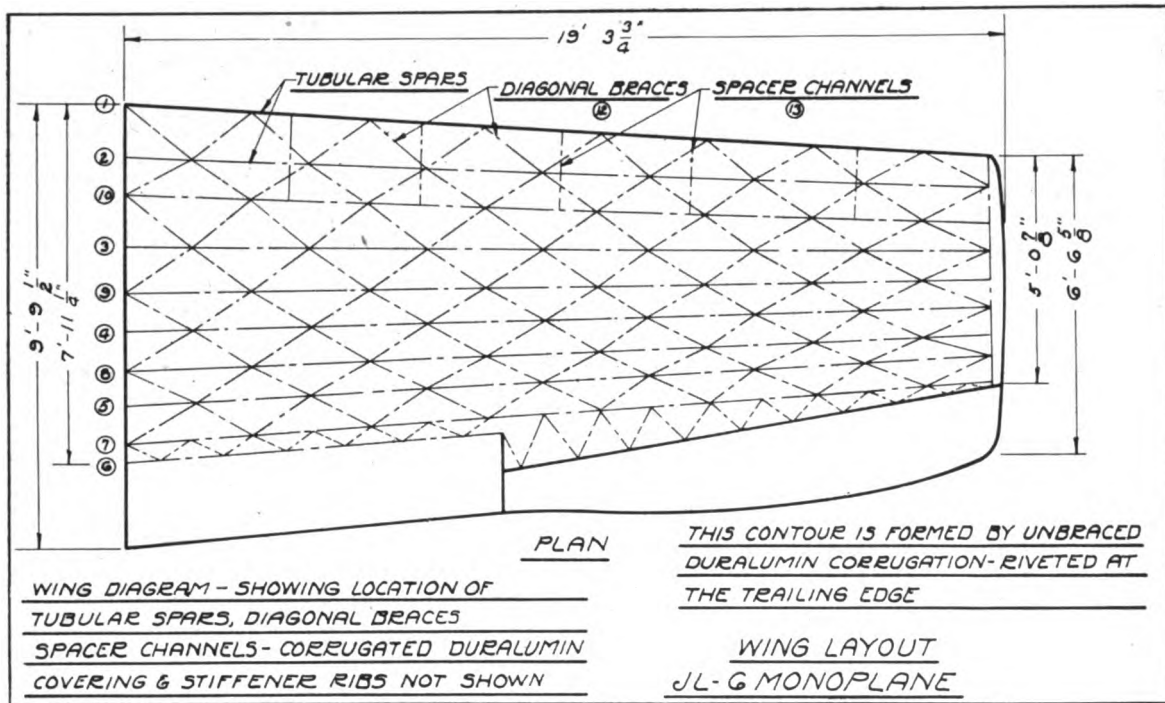 19' 3 3/4"
TUBULAR SPARS
DIAGONAL BRACES
SPACER CHANNELS
12
13
1
2
10
3
9
4
8
5
7
6
9'-9 1/2"
7'-11 1/4"
5'-0 7/8"
6'-6 5/8"
PLAN
THIS CONTOUR IS FORMED BY UNBRACED
DURALUMIN CORRUGATION-RIVETED AT
THE TRAILING EDGE
WING DIAGRAM - SHOWING LOCATION OF
TUBULAR SPARS, DIAGONAL BRACES
SPACER CHANNELS - CORRUGATED DURALUMIN
COVERING & STIFFENER RIBS NOT SHOWN
WING LAYOUT
JL-6 MONOPLANE